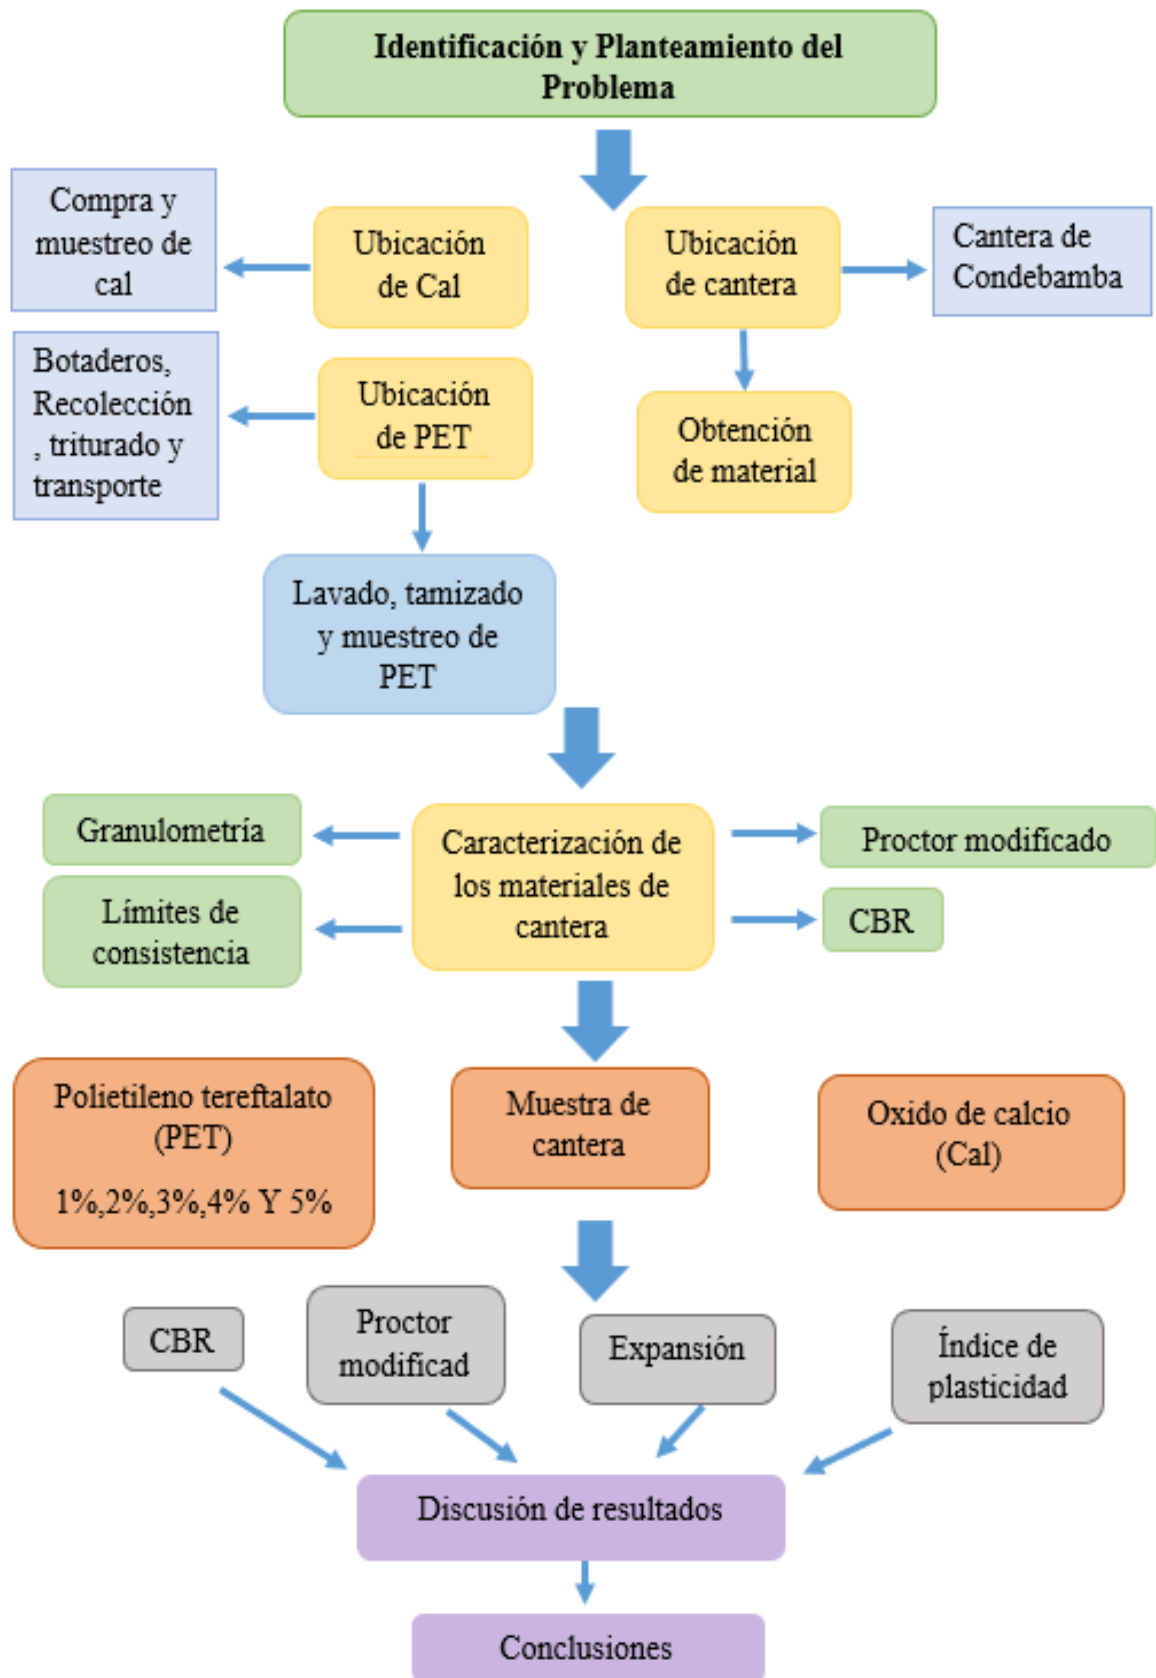 Identificación y Planteamiento del
Problema
Compra y
muestreo de
cal
Ubicación
de Cal
Ubicación
de cantera
Cantera de
Condebamba
Botaderos,
Recolección
, triturado y
transporte
Ubicación
de PET
Obtención
de material
Lavado, tamizado
y muestreo de
PET
Granulometría
Límites de
consistencia
Caracterización de
los materiales de
cantera
Proctor modificado
CBR
Polietileno tereftalato
(PET)
1%,2%,3%,4% Y 5%
Muestra de
cantera
Oxido de calcio
(Cal)
CBR
Proctor
modificad
Expansión
Índice de
plasticidad
Discusión de resultados
Conclusiones